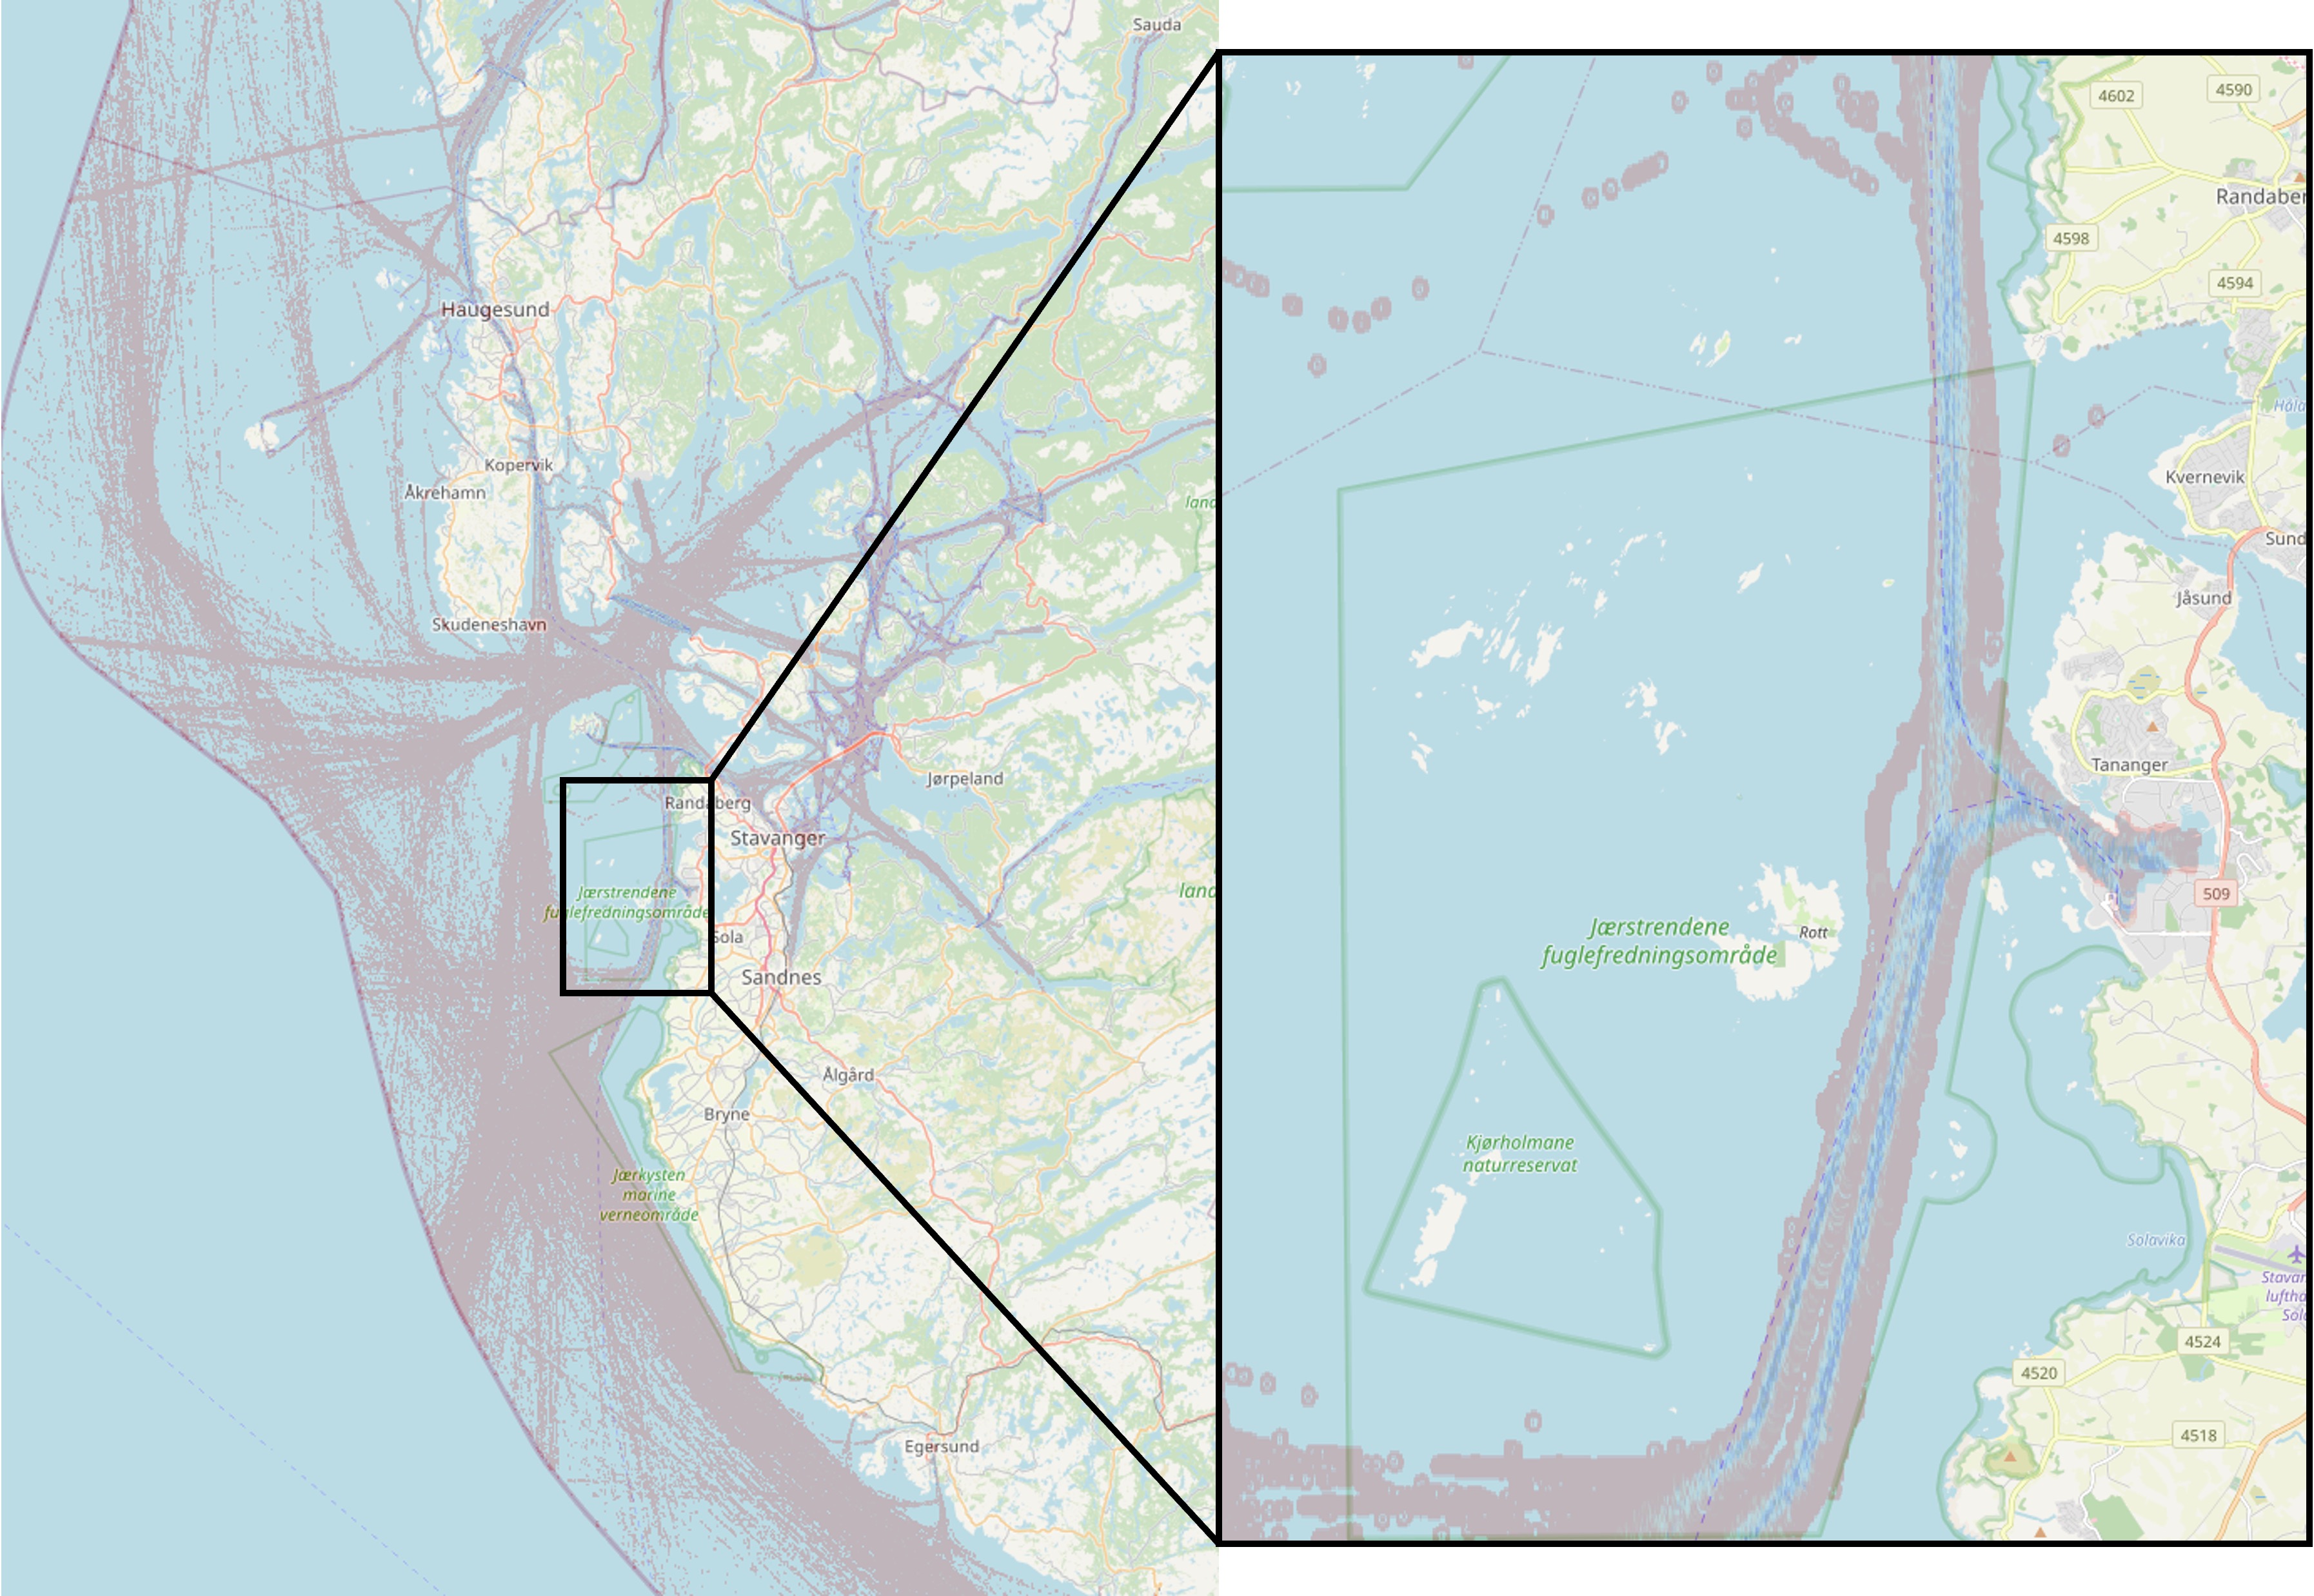 Sauda
Haugesund
Kopervik
Åkrehamn
Skudeneshavn
Jørpeland
Randaberg
Stavanger
Jærstrendene
fuglefredningsområde
Sola
Sandnes
Ålgård
Bryne
Jærkysten
marine
verneområde
Egersund
land
land
4602
4590
Randaber
4598
4594
Håla
Kvernevik
Sund
Jåsund
Tananger
509
Jærstrendene
fuglefredningsområde
Rott
Kjørholmane
naturreservat
Solavika
Stavan
luftha
Sola
4524
4520
4518